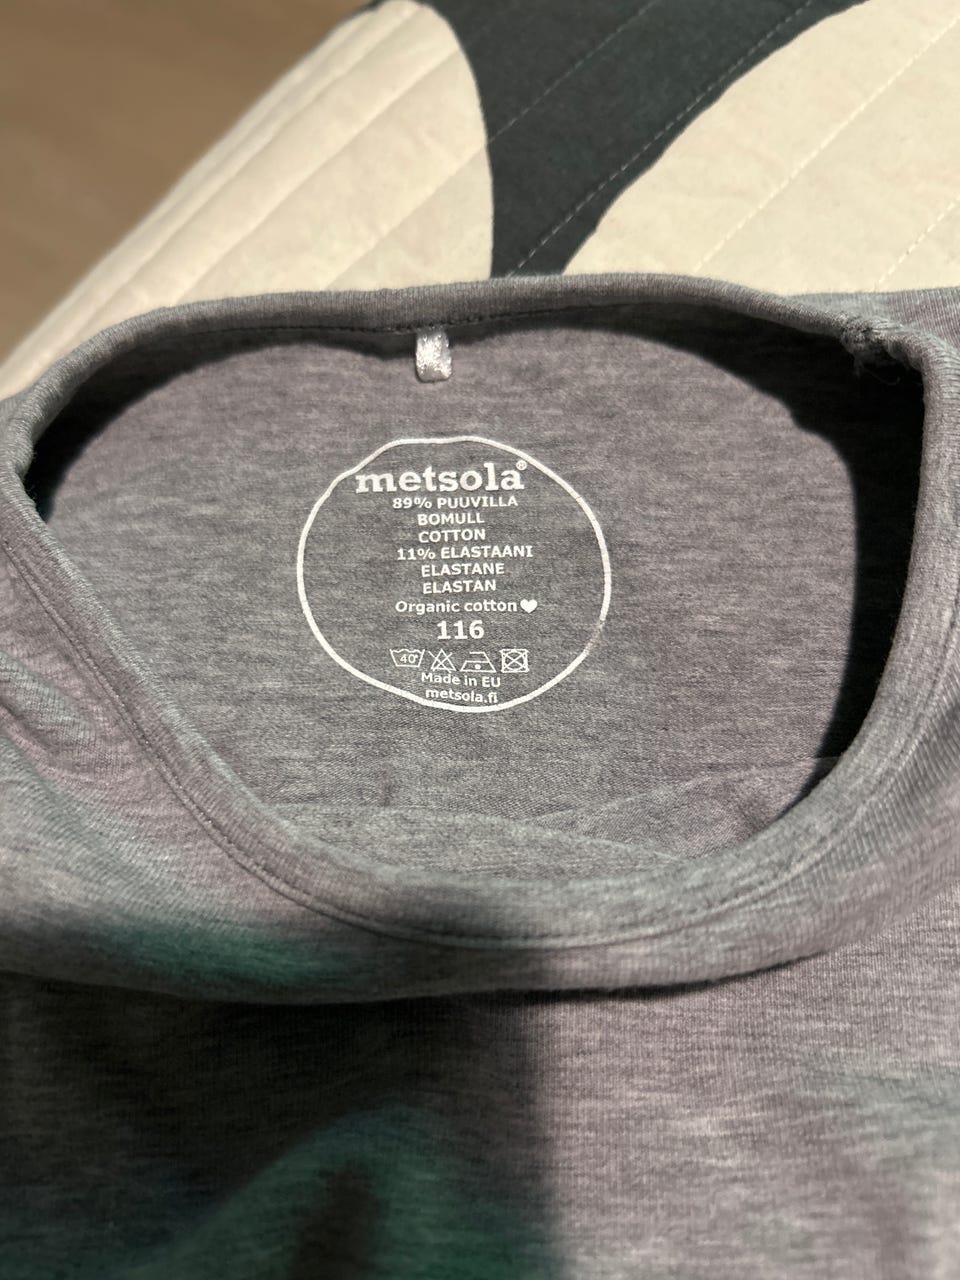 metsola®
89% PUUVILLA
BOMULL
COTTON
11% ELASTAANI
ELASTANE
ELASTAN
Organic cotton♥
116
40°
Made in EU
metsola.fi